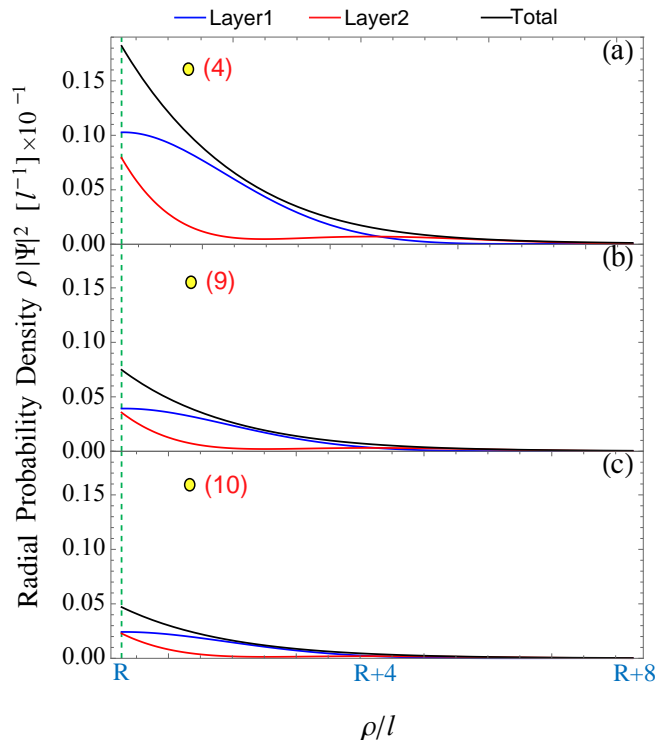 Layer1 Layer2 Total
Radial Probability Density ρ|Ψ|² [l⁻¹]×10⁻¹
(a)
(4)
0.15
0.10
0.05
0.00
(b)
(9)
0.15
0.10
0.05
0.00
(c)
(10)
0.15
0.10
0.05
0.00
R R+4 R+8
ρ/l